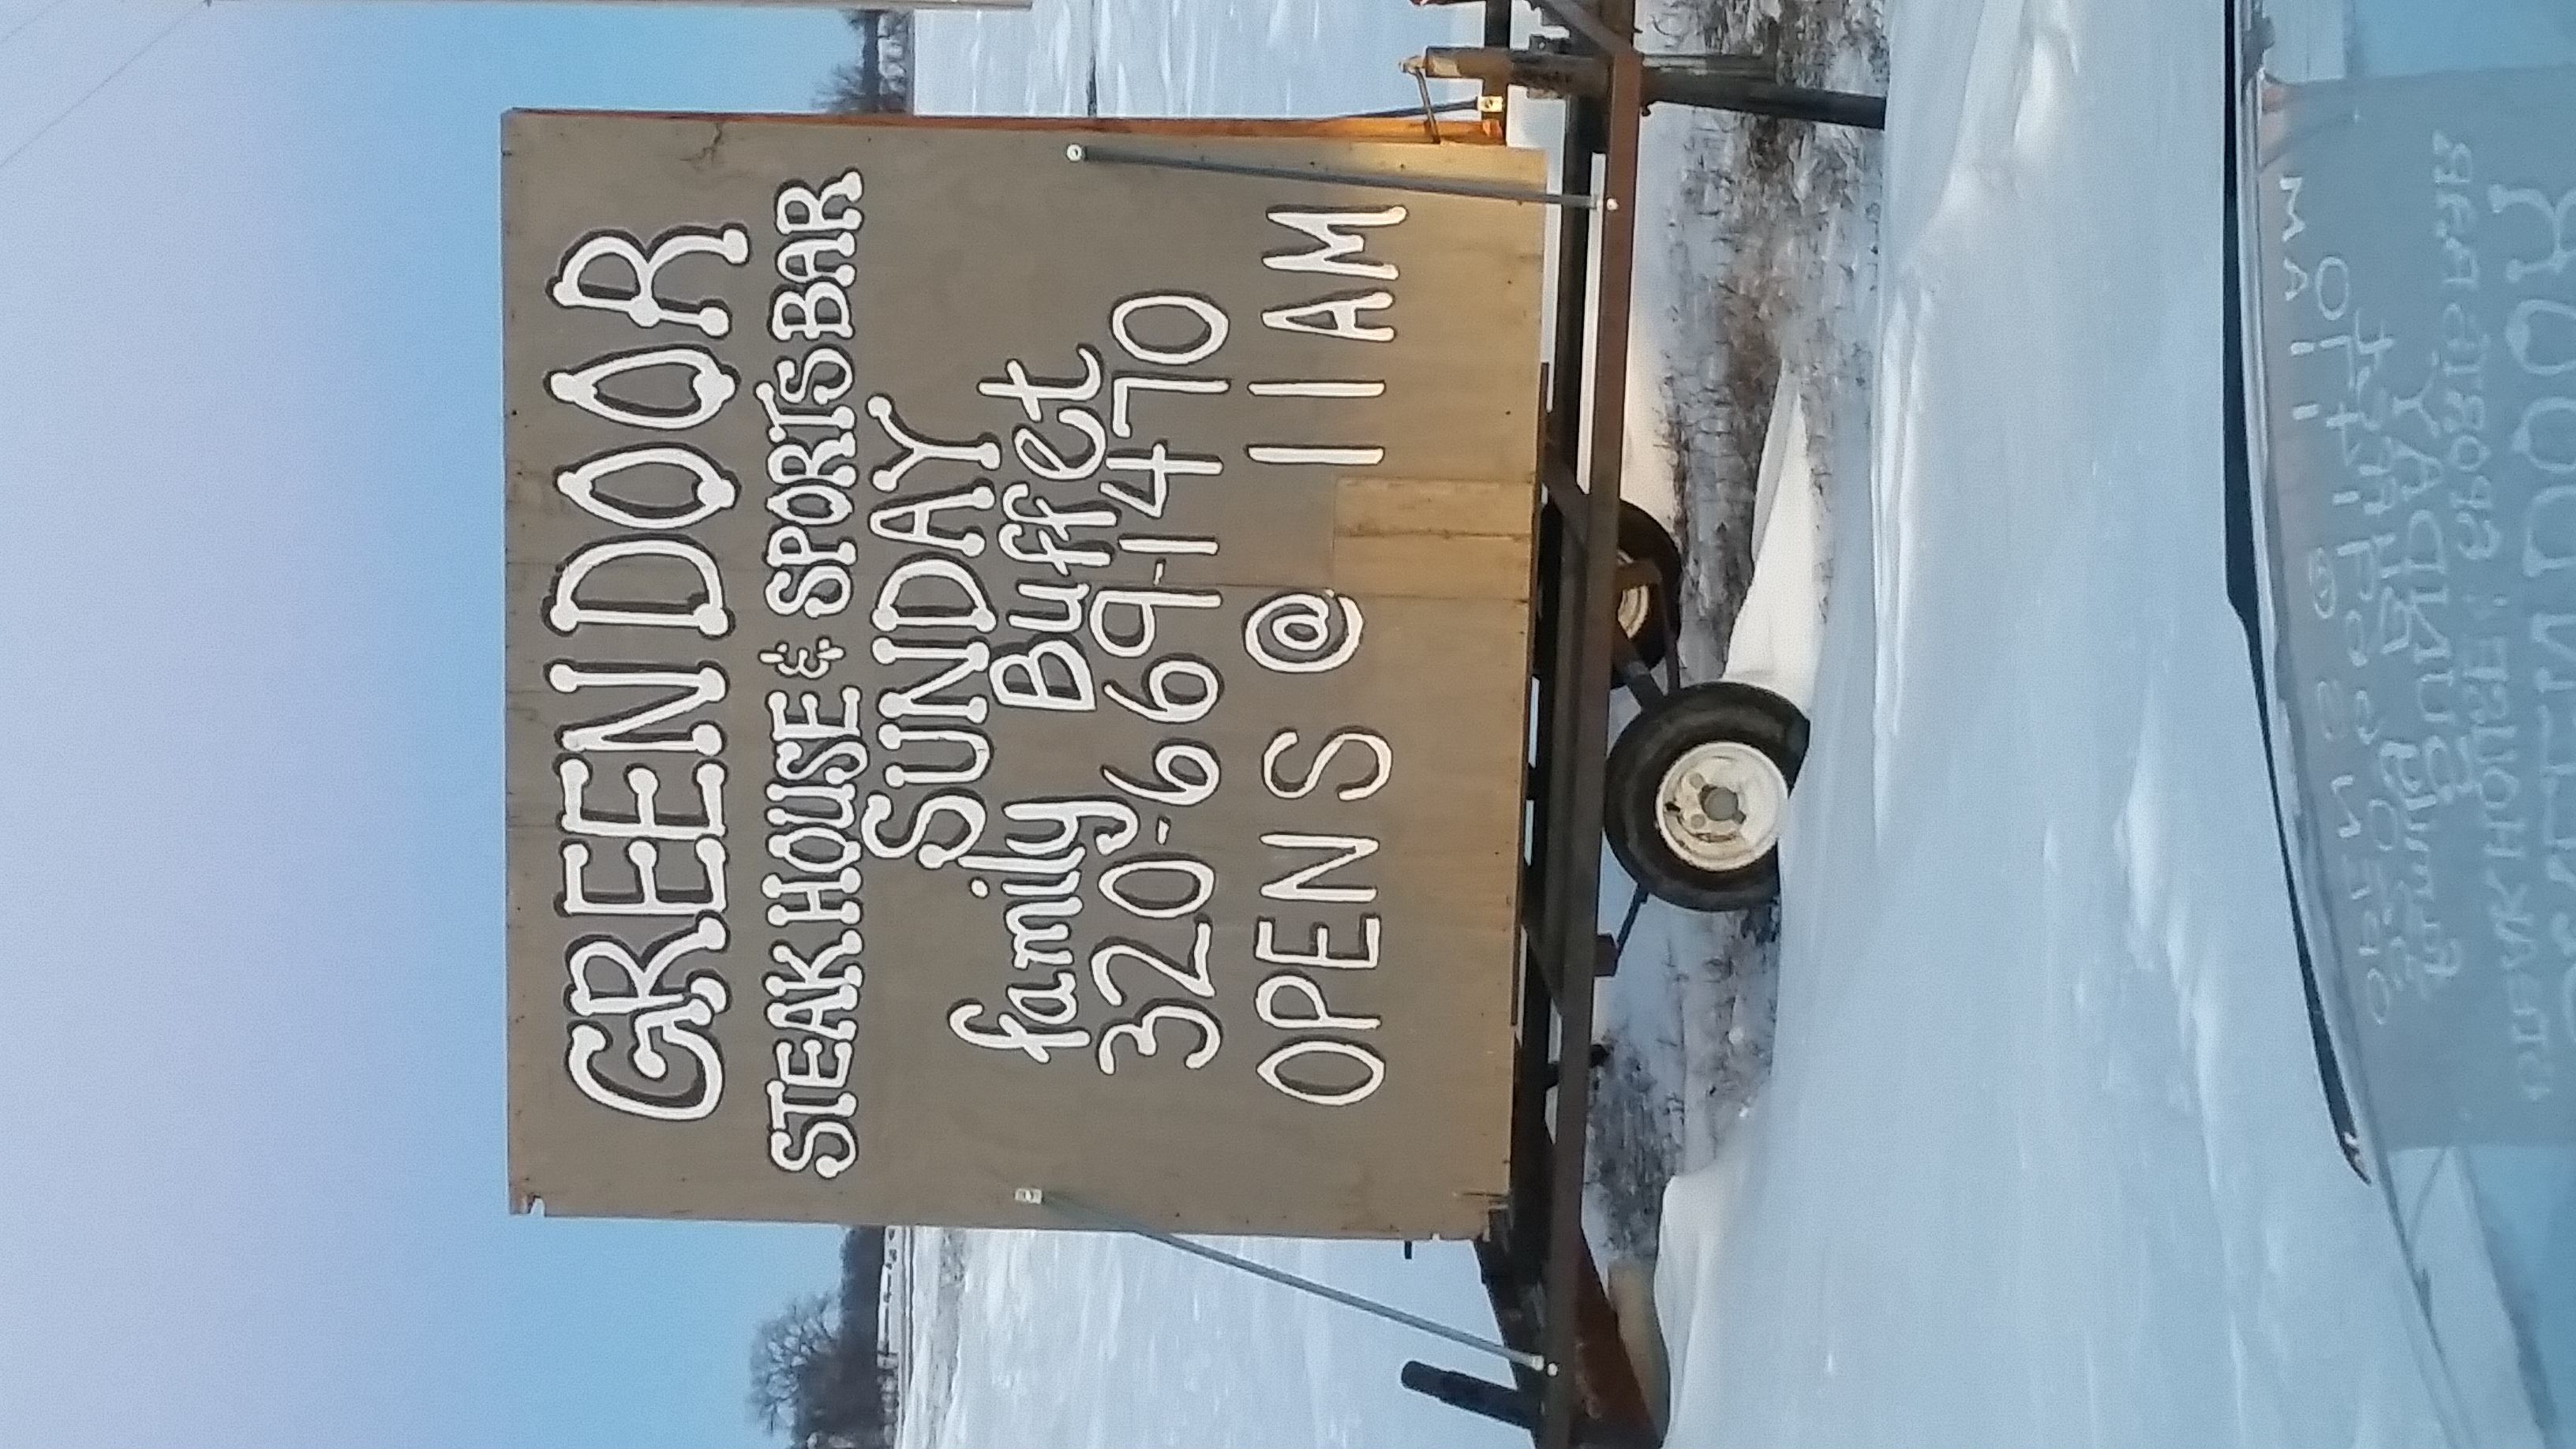 GREEN DOOR
STEAK HOUSE & SPORTS BAR
SUNDAY
family Buffet
320-669-1470
OPENS @ 11 AM